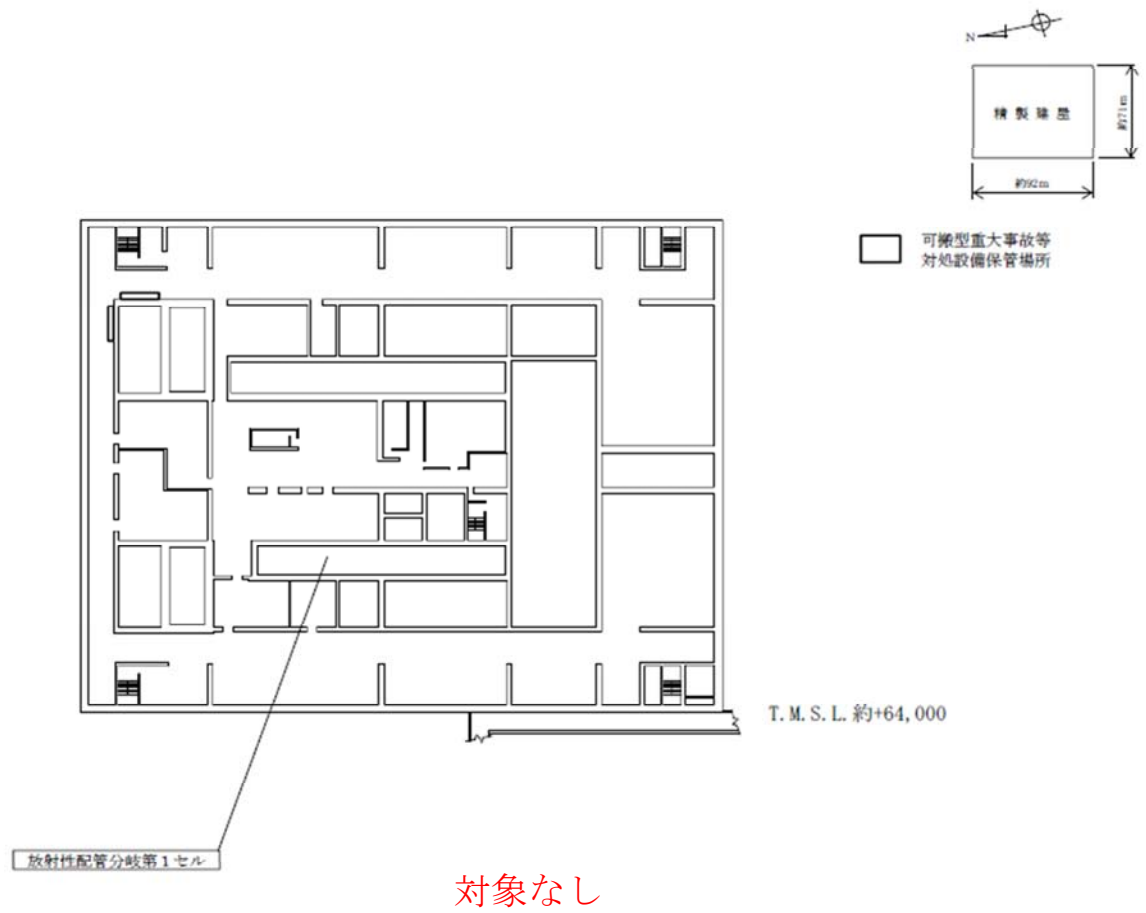 N
精製建屋
約71m
約92m
可搬型重大事故等
対処設備保管場所
T.M.S.L.約+64,000
放射性配管分岐第1セル
対象なし